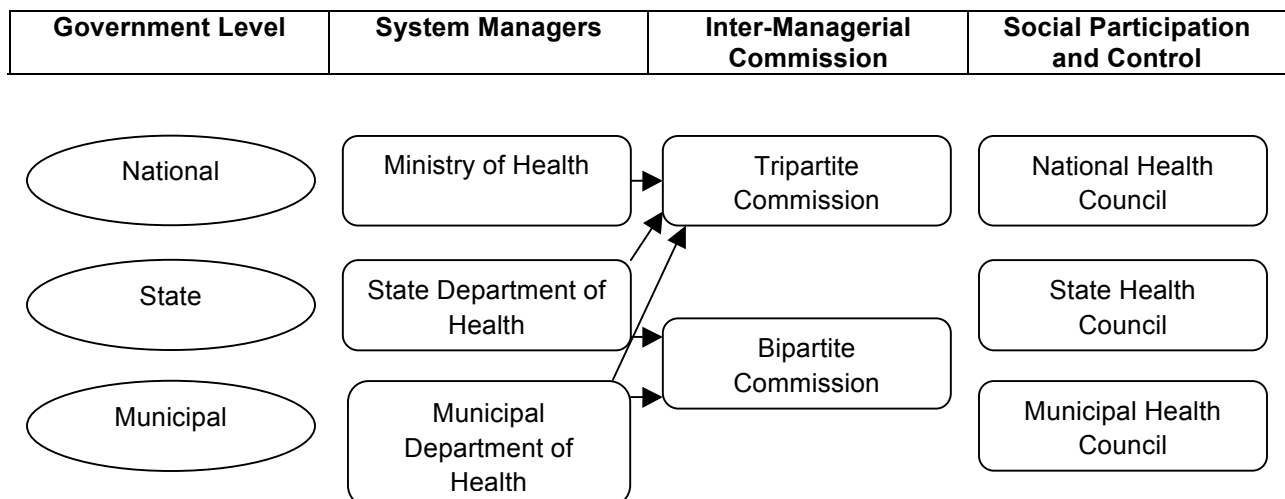 Government Level
System Managers
Inter-Managerial
Commission
Social Participation
and Control
National
Ministry of Health
Tripartite
Commission
National Health
Council
State
State Department of
Health
Bipartite
Commission
State Health
Council
Municipal
Municipal
Department of
Health
Municipal Health
Council